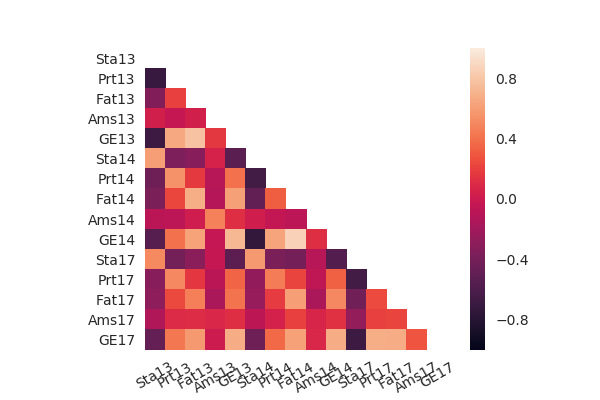 Sta13
Prt13
Fat13
Ams13
GE13
Sta14
Prt14
Fat14
Ams14
GE14
Sta17
Prt17
Fat17
Ams17
GE17
Sta13
Prt13
Fat13
Ams13
GE13
Sta14
Prt14
Fat14
Ams14
GE14
Sta17
Prt17
Fat17
Ams17
GE17
0.8
0.4
0.0
−0.4
−0.8